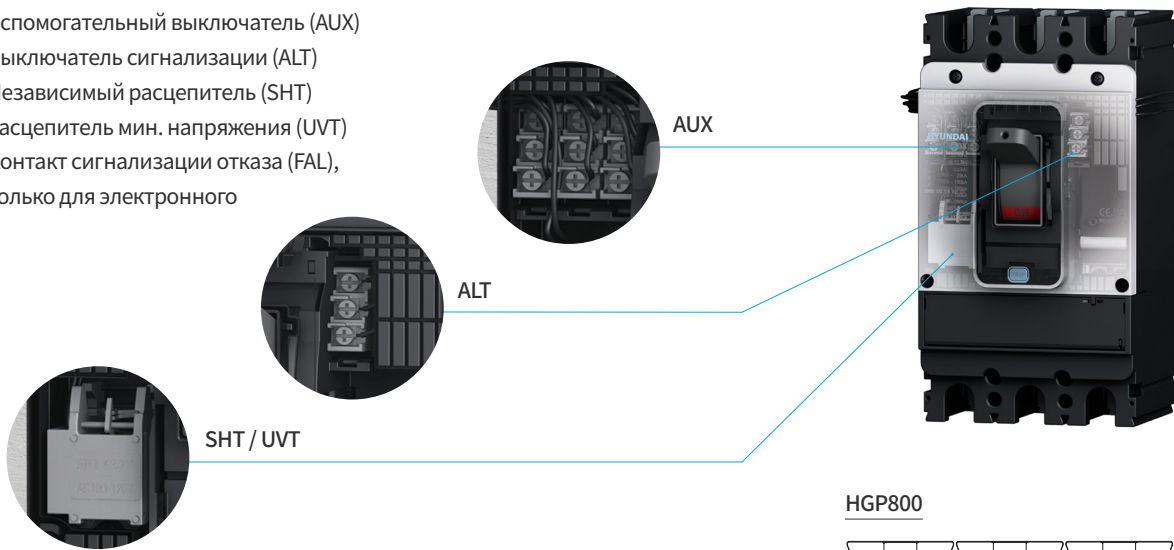 спомогательный выключатель (AUX)
ыключатель сигнализации (ALT)
езависимый расцепитель (SHT)
асцепитель мин. напряжения (UVT)
онтакт сигнализации отказа (FAL),
олько для электронного
AUX
HYUNDAI
ALT
SHT / UVT
HGP800